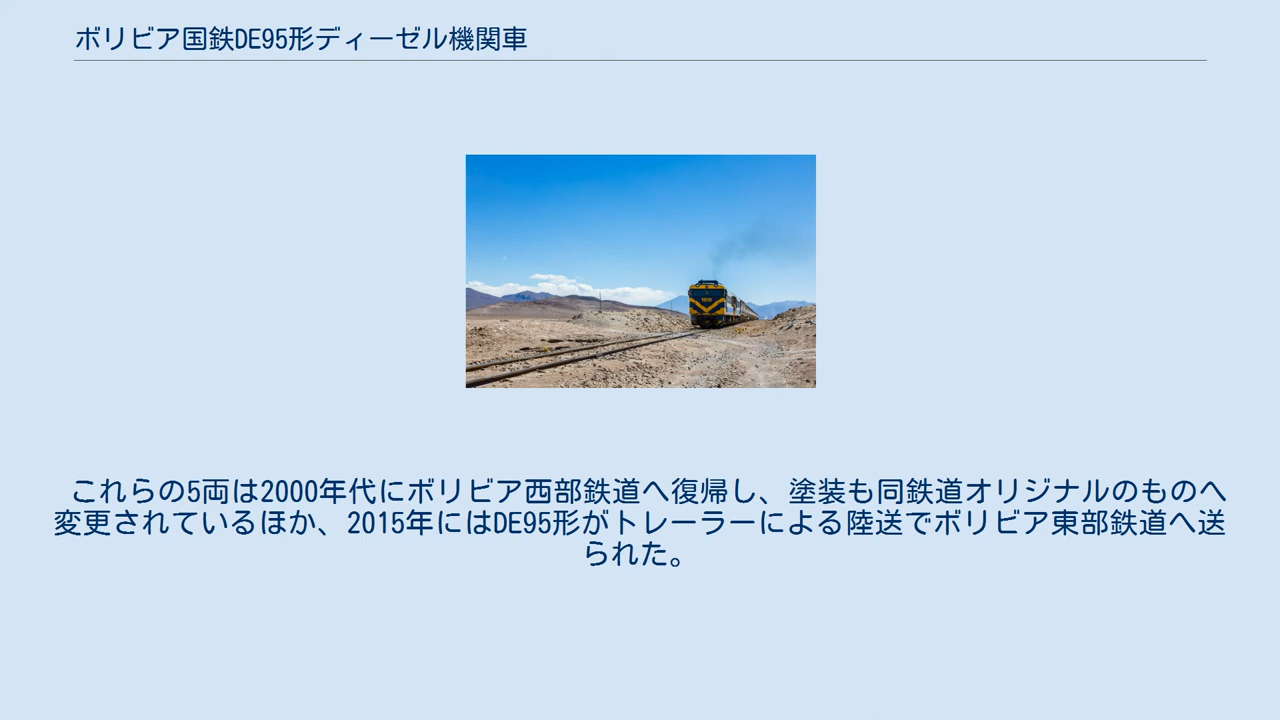 ボリビア国鉄DE95形ディーゼル機関車
1010
これらの5両は2000年代にボリビア西部鉄道へ復帰し、塗装も同鉄道オリジナルのものへ
変更されているほか、2015年にはDE95形がトレーラーによる陸送でボリビア東部鉄道へ送
られた。